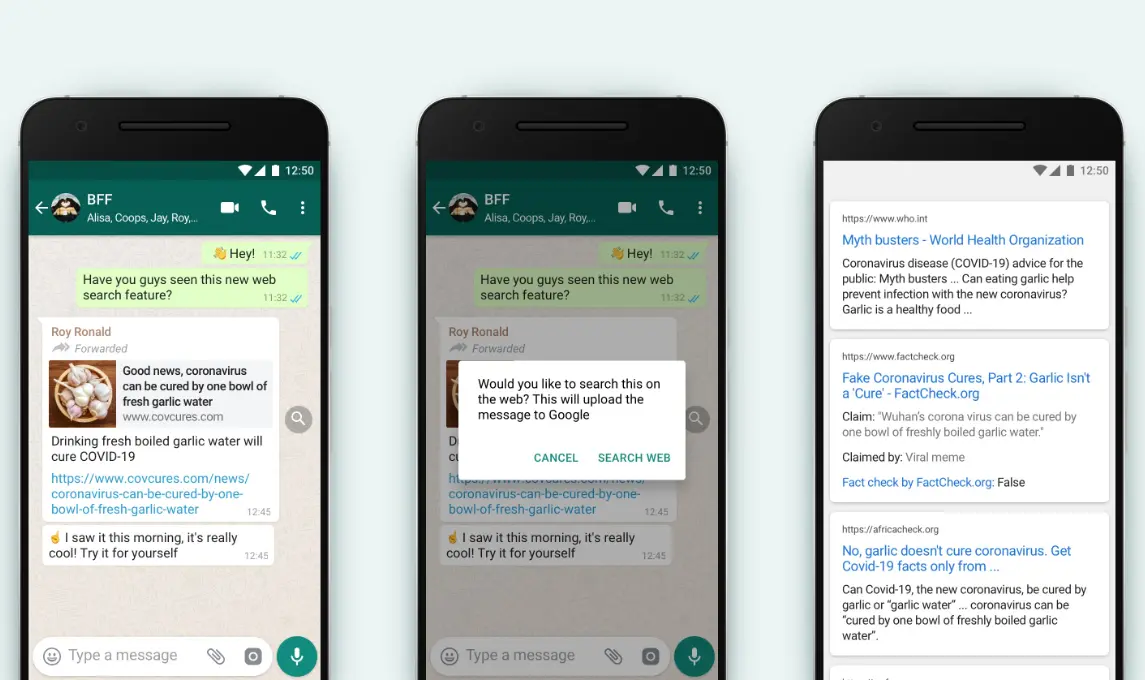 12:50
BFF
Alisa, Coops, Jay, Roy,...
👋 Hey! 11:32
Have you guys seen this new web
search feature?
11:32
Roy Ronald
Forwarded
Good news, coronavirus
can be cured by one bowl of
fresh garlic water
www.covcures.com
Drinking fresh boiled garlic water will
cure COVID-19
https://www.covcures.com/news/
coronavirus-can-be-cured-by-one-
bowl-of-fresh-garlic-water
12:45
☝ I saw it this morning, it's really
cool! Try it for yourself
12:45
Type a message
12:50
BFF
Alisa, Coops, Jay, Roy,...
👋 Hey! 11:32
Have you guys seen this new web
search feature?
11:32
Roy Ronald
Forwarded
Would you like to search this on
the web? This will upload the
message to Google
CANCEL SEARCH WEB
https://www.covcures.com/news/
coronavirus-can-be-cured-by-one-
bowl-of-fresh-garlic-water
12:45
☝ I saw it this morning, it's really
cool! Try it for yourself
12:45
Type a message
12:50
https://www.who.int
Myth busters - World Health Organization
Coronavirus disease (COVID-19) advice for the
public: Myth busters ... Can eating garlic help
prevent infection with the new coronavirus?
Garlic is a healthy food ...
https://www.factcheck.org
Fake Coronavirus Cures, Part 2: Garlic Isn't
a 'Cure' - FactCheck.org
Claim: "Wuhan's corona virus can be cured by
one bowl of freshly boiled garlic water."
Claimed by: Viral meme
Fact check by FactCheck.org: False
https://africacheck.org
No, garlic doesn't cure coronavirus. Get
Covid-19 facts only from ...
Can Covid-19, the new coronavirus, be cured by
garlic or “garlic water” ... coronavirus can be
“cured by one bowl of freshly boiled garlic
water”.